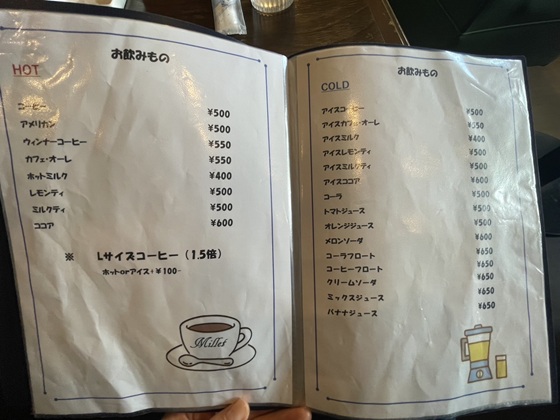 お飲みもの
HOT
コーヒー ¥500
アメリカン ¥500
ウィンナーコーヒー ¥550
カフェ・オーレ ¥550
ホットミルク ¥400
レモンティ ¥500
ミルクティ ¥500
ココア ¥600
※ Lサイズコーヒー（1.5倍）
ホットorアイス+¥100-
Millet
お飲みもの
COLD
アイスコーヒー ¥500
アイスカフェ・オーレ ¥550
アイスミルク ¥400
アイスレモンティ ¥500
アイスミルクティ ¥500
アイスココア ¥600
コーラ ¥500
トマトジュース ¥500
オレンジジュース ¥500
メロンソーダ ¥600
コーラフロート ¥650
コーヒーフロート ¥650
クリームソーダ ¥650
ミックスジュース ¥650
バナナジュース ¥650